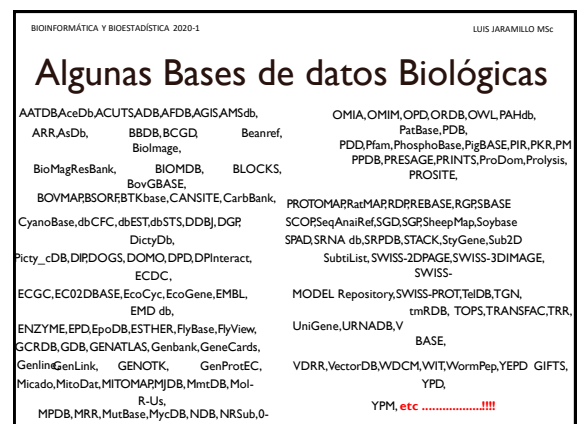 BIOINFORMÁTICA Y BIOESTADÍSTICA 2020-1
LUIS JARAMILLO MSc
Algunas Bases de datos Biológicas
AATDB,AceDb,ACUTS,ADB,AFDB,AGIS,AMSdb,
ARR,AsDb, BBDB,BCGD, Beanref,
BioImage,
BioMagResBank, BIOMDB, BLOCKS,
BovGBASE,
BOVMAP,BSORF,BTKbase,CANSITE,CarbBank,
CyanoBase,dbCFC,dbEST,dbSTS,DDBJ,DGP,
DictyDb,
Picty_cDB,DIP,DOGS,DOMO,DPD,DPInteract,
ECDC,
ECGC,EC02DBASE,EcoCyc,EcoGene,EMBL,
EMD db,
ENZYME,EPD,EpoDB,ESTHER,FlyBase,FlyView,
GCRDB,GDB,GENATLAS,Genbank,GeneCards,
Genline,GenLink, GENOTK, GenProtEC,
Micado,MitoDat,MITOMAP,MJDB,MmtDB,Mol-
R-Us,
MPDB,MRR,MutBase,MycDB,NDB,NRSub,0-
OMIA,OMIM,OPD,ORDB,OWL,PAHdb,
PatBase,PDB,
PDD,Pfam,PhosphoBase,PigBASE,PIR,PKR,PM
PPDB,PRESAGE,PRINTS,ProDom,Prolysis,
PROSITE,
PROTOMAP,RatMAP,RDP,REBASE,RGP,SBASE
SCOP,SeqAnaiRef,SGD,SGP,SheepMap,Soybase
SPAD,SRNA db,SRPDB,STACK,StyGene,Sub2D
SubtiList, SWISS-2DPAGE,SWISS-3DIMAGE,
SWISS-
MODEL Repository,SWISS-PROT,TelDB,TGN,
tmRDB, TOPS,TRANSFAC,TRR,
UniGene,URNADB,V
BASE,
VDRR,VectorDB,WDCM,WIT,WormPep,YEPD GIFTS,
YPD,
YPM, etc ..................!!!!